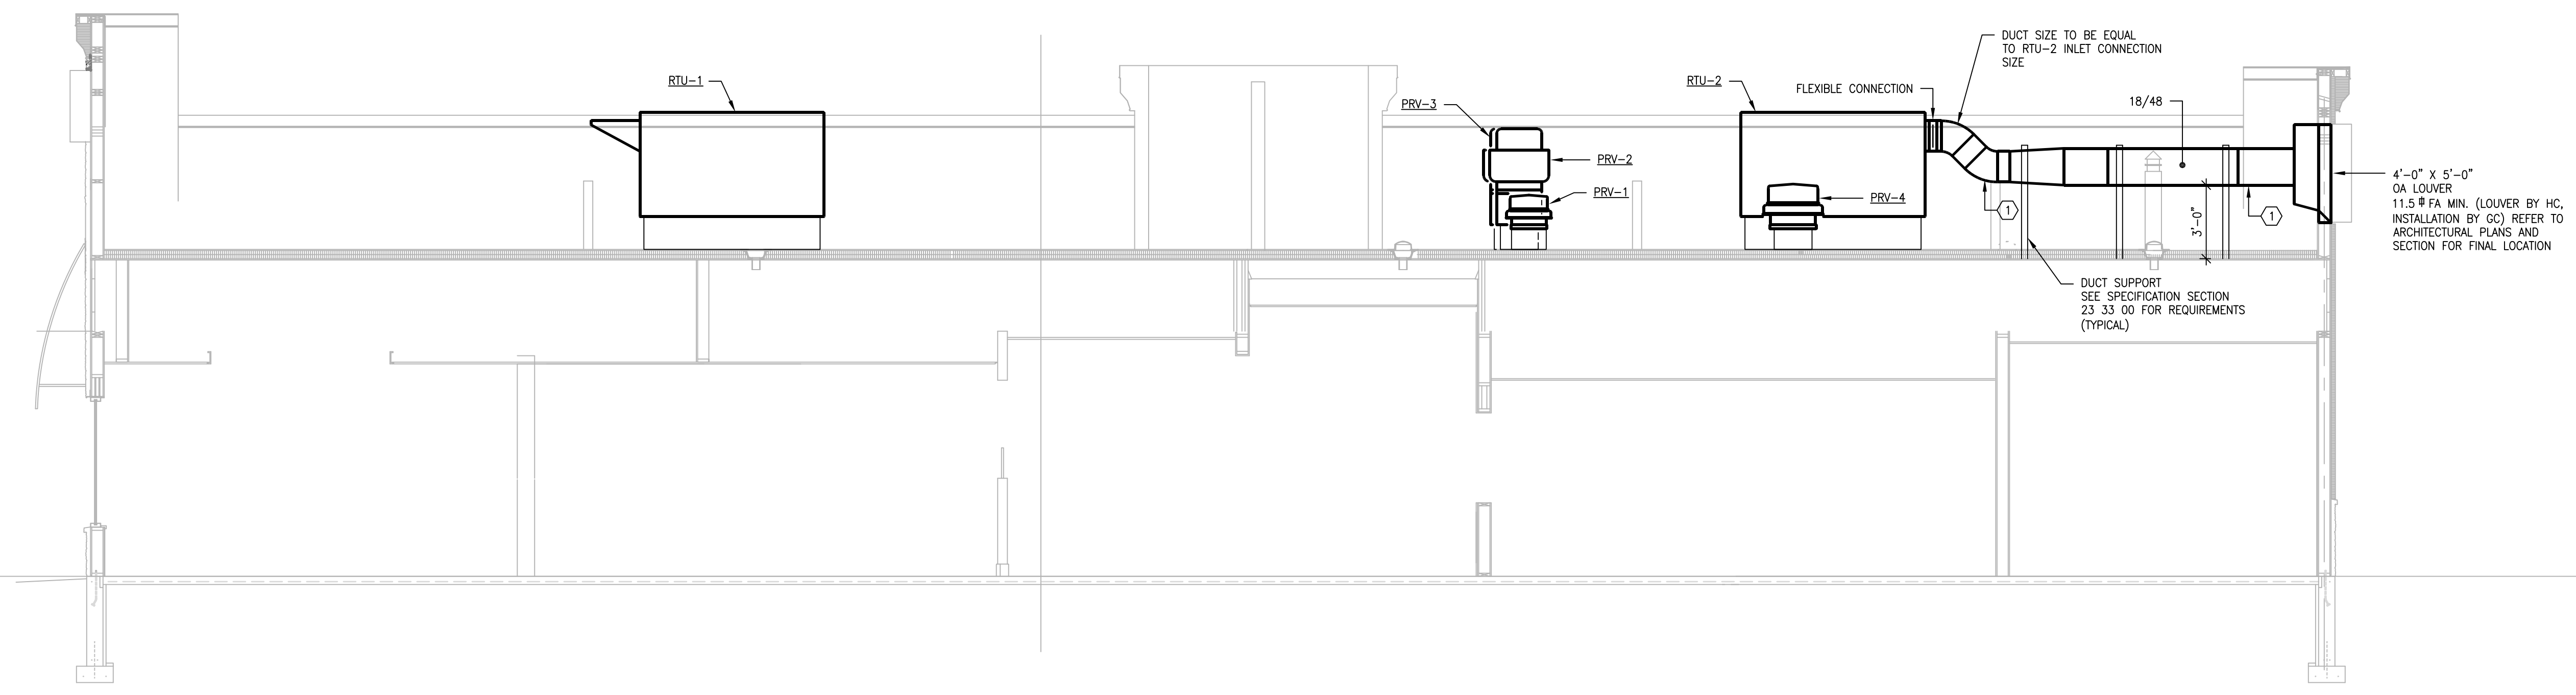 RTU-1
PRV-3
PRV-2
PRV-1
RTU-2
FLEXIBLE CONNECTION
DUCT SIZE TO BE EQUAL
TO RTU-2 INLET CONNECTION
SIZE
18/48
PRV-4
1
3'-0"
1
4'-0" X 5'-0"
OA LOUVER
11.5 ⏍ FA MIN. (LOUVER BY HC,
INSTALLATION BY GC) REFER TO
ARCHITECTURAL PLANS AND
SECTION FOR FINAL LOCATION
DUCT SUPPORT
SEE SPECIFICATION SECTION
23 33 00 FOR REQUIREMENTS
(TYPICAL)